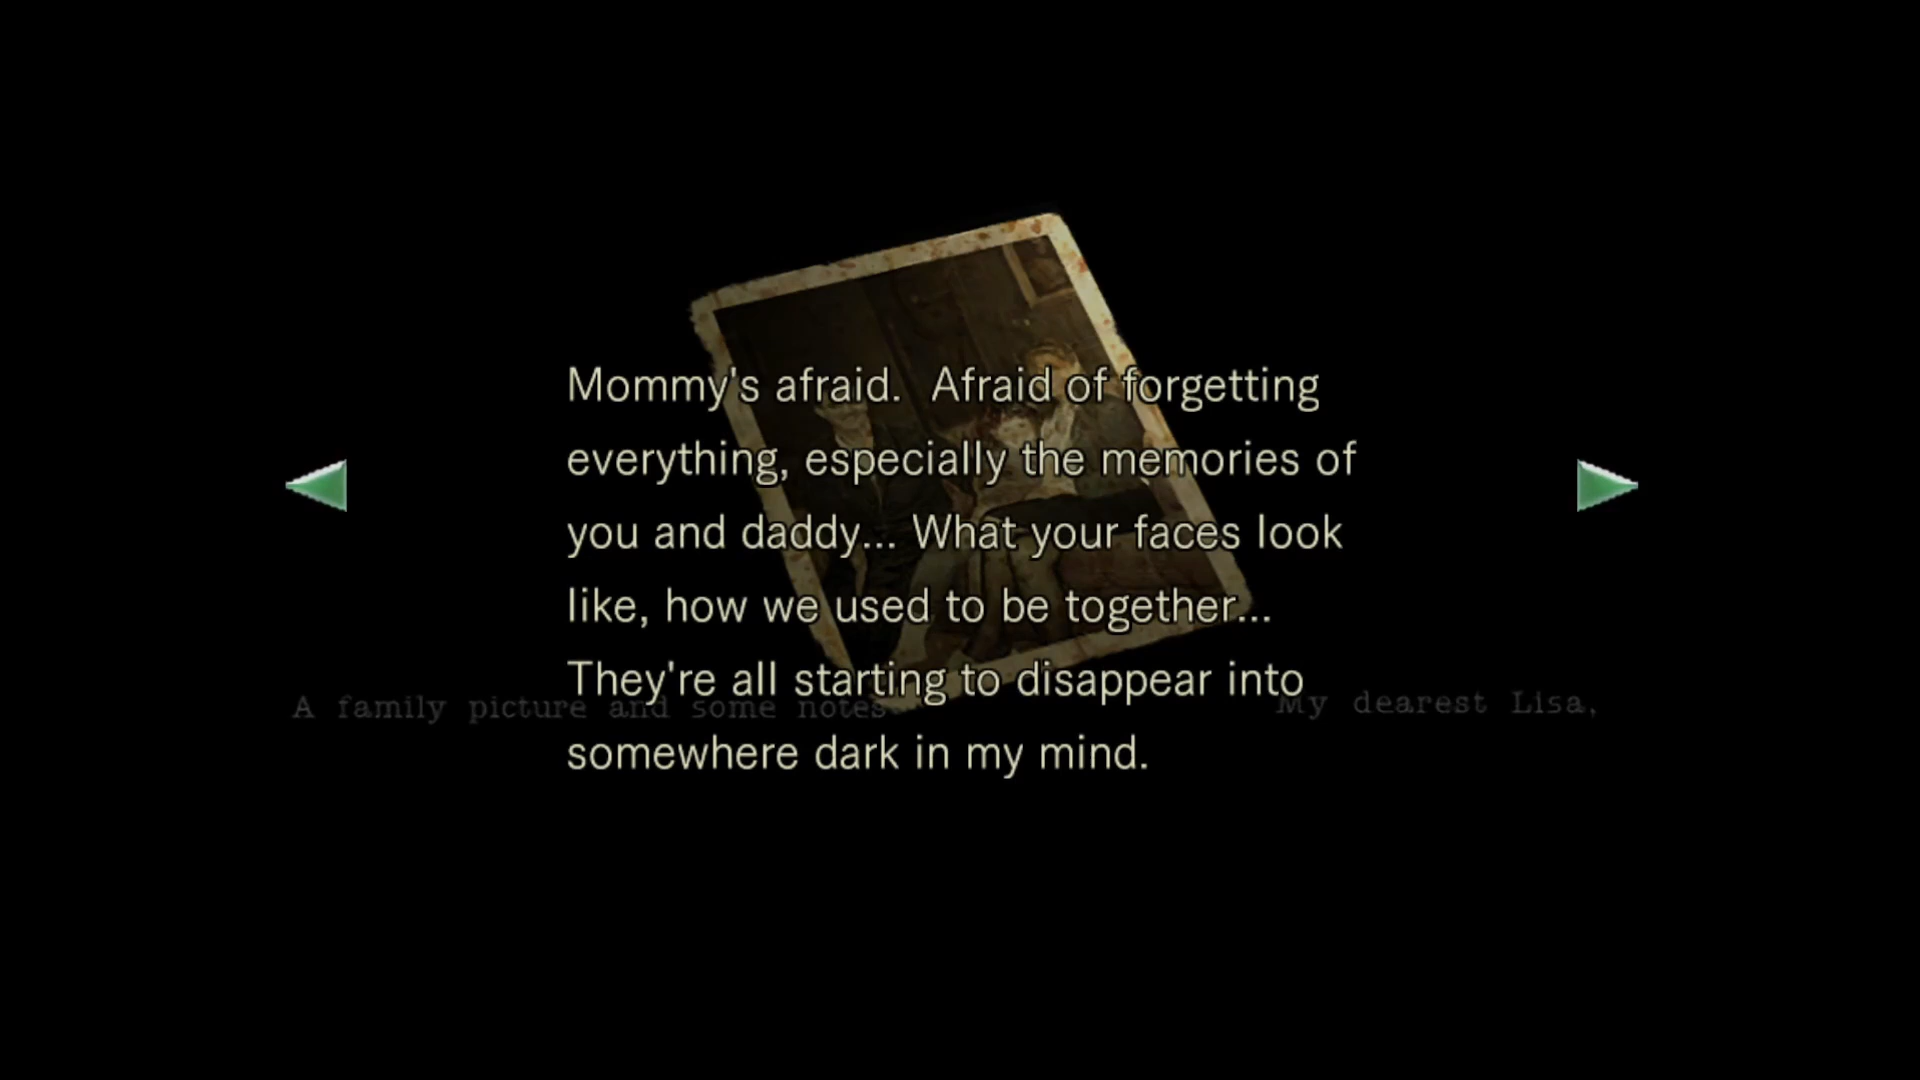 Mommy's afraid.  Afraid of forgetting
everything, especially the memories of
you and daddy... What your faces look
like, how we used to be together...
They're all starting to disappear into
A family picture and some notes
My dearest Lisa,
somewhere dark in my mind.